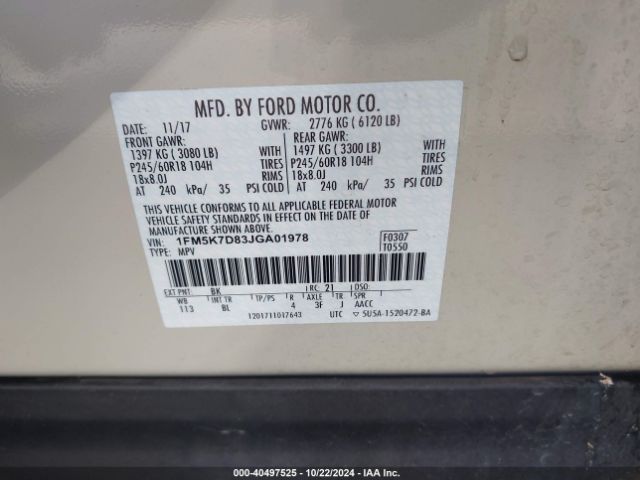 MFD. BY FORD MOTOR CO.
DATE: 11/17 GVWR: 2776 KG ( 6120 LB)
FRONT GAWR: REAR GAWR:
1397 KG ( 3080 LB) WITH 1497 KG ( 3300 LB) WITH
P245/60R18 104H TIRES P245/60R18 104H TIRES
18x8.0J RIMS 18x8.0J RIMS
AT 240 kPa/ 35 PSI COLD AT 240 kPa/ 35 PSI COLD
THIS VEHICLE CONFORMS TO ALL APPLICABLE FEDERAL MOTOR
VEHICLE SAFETY STANDARDS IN EFFECT ON THE DATE OF
MANUFACTURE SHOWN ABOVE.
VIN: 1FM5K7D83JGA01978 F0307
TYPE: MPV T0550
EXT PNT: BK RC: 21 DSO:
WB INT TR TP/PS R AXLE TR SPR
113 BL 4 3F J AACC
1201711017643 UTC ▽ 5U5A-1520472-BA
IAA - 40497525 - 10/22/2024 - IAAI.COM